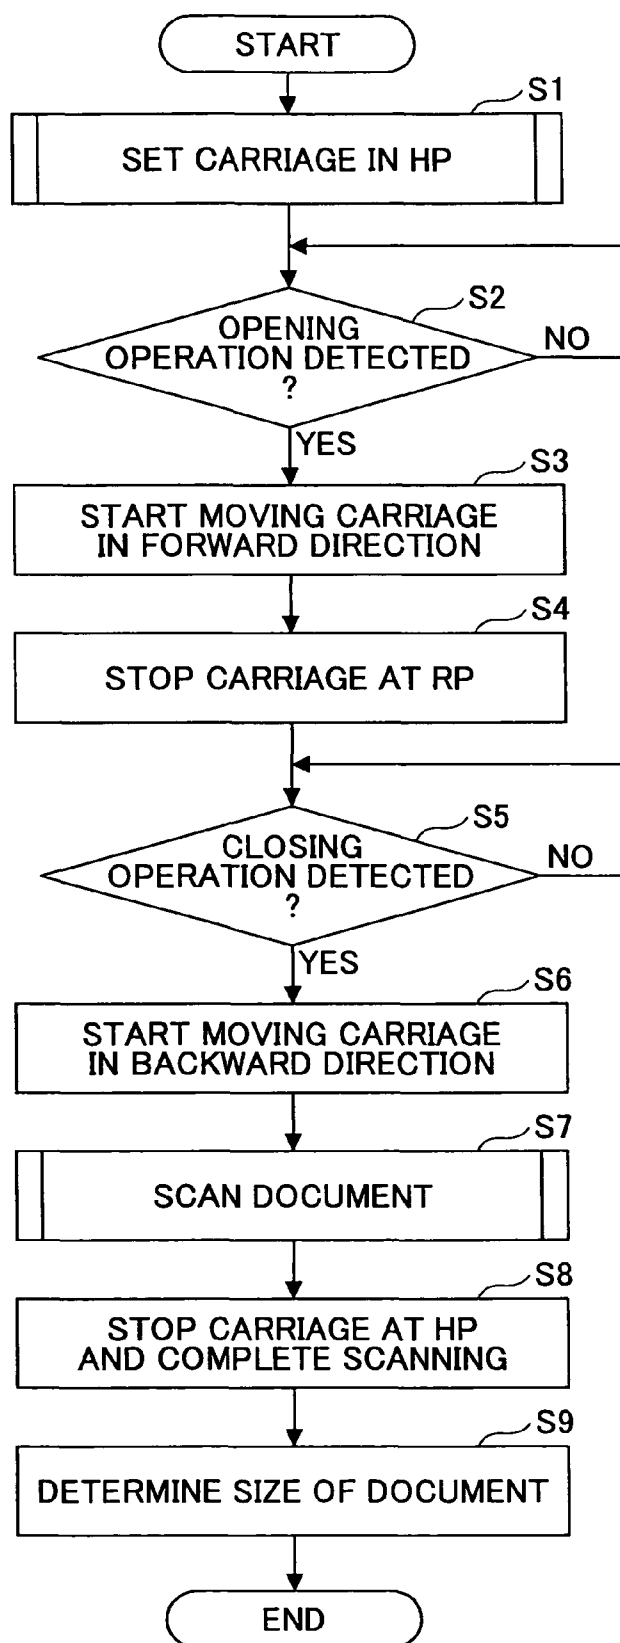 START
S1
SET CARRIAGE IN HP
S2
OPENING
OPERATION DETECTED
?
NO
YES
S3
START MOVING CARRIAGE
IN FORWARD DIRECTION
S4
STOP CARRIAGE AT RP
S5
CLOSING
OPERATION DETECTED
?
NO
YES
S6
START MOVING CARRIAGE
IN BACKWARD DIRECTION
S7
SCAN DOCUMENT
S8
STOP CARRIAGE AT HP
AND COMPLETE SCANNING
S9
DETERMINE SIZE OF DOCUMENT
END